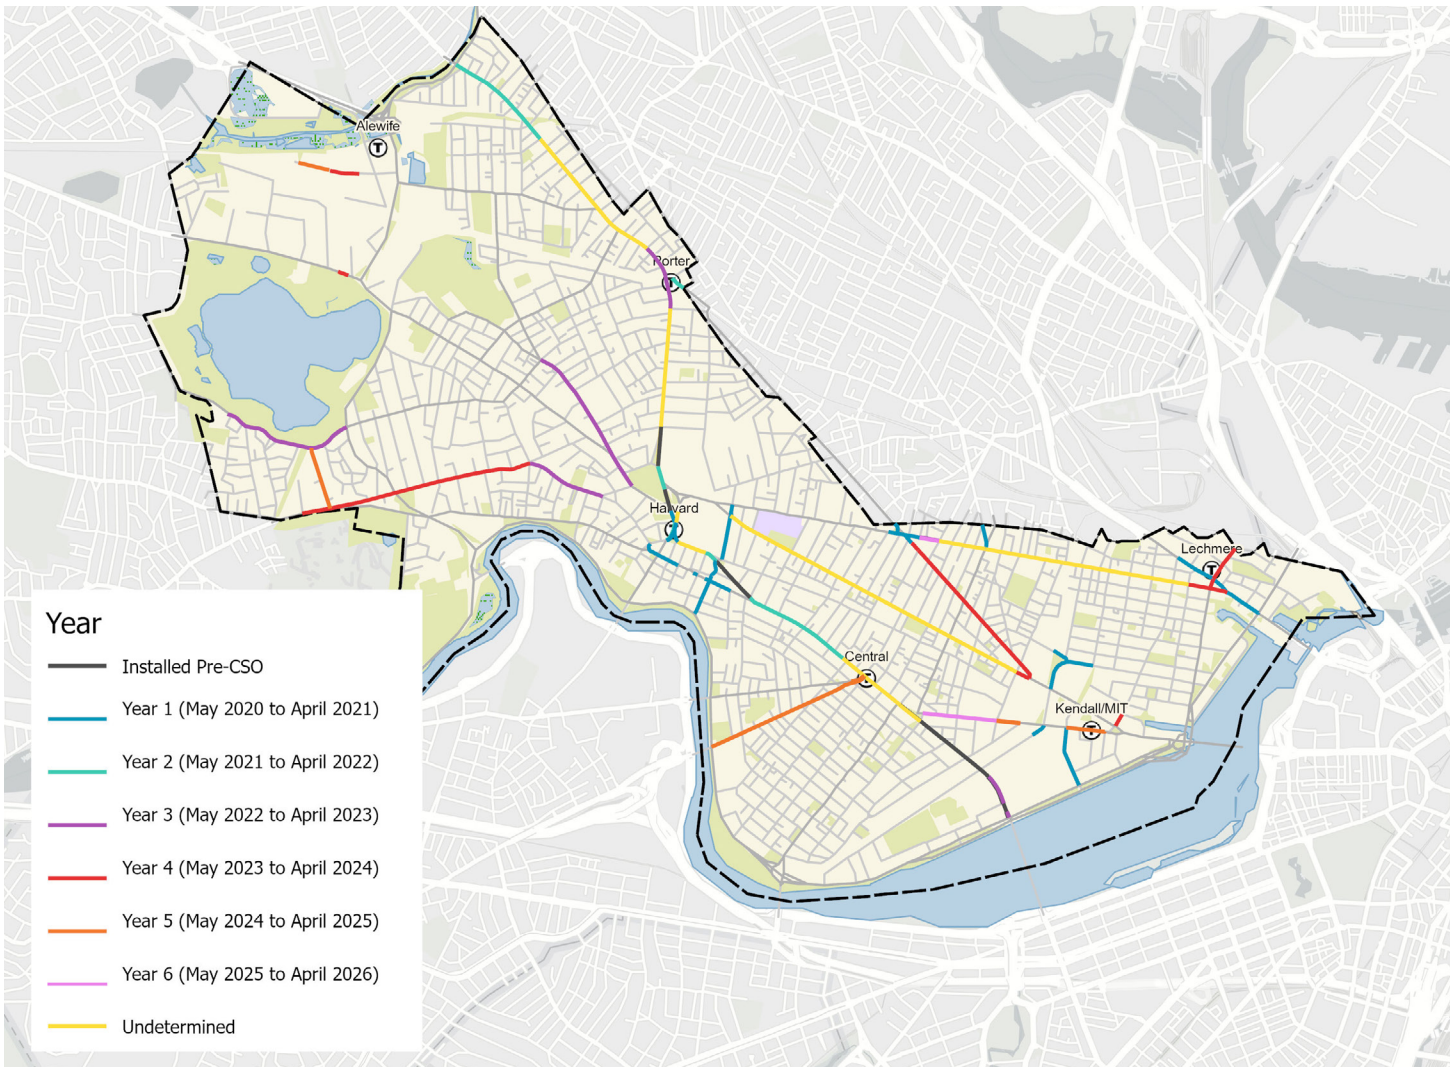 Alewife
T
Porter
T
Harvard
T
Lechmere
T
Central
T
Kendall/MIT
T
Year
Installed Pre-CSO
Year 1 (May 2020 to April 2021)
Year 2 (May 2021 to April 2022)
Year 3 (May 2022 to April 2023)
Year 4 (May 2023 to April 2024)
Year 5 (May 2024 to April 2025)
Year 6 (May 2025 to April 2026)
Undetermined